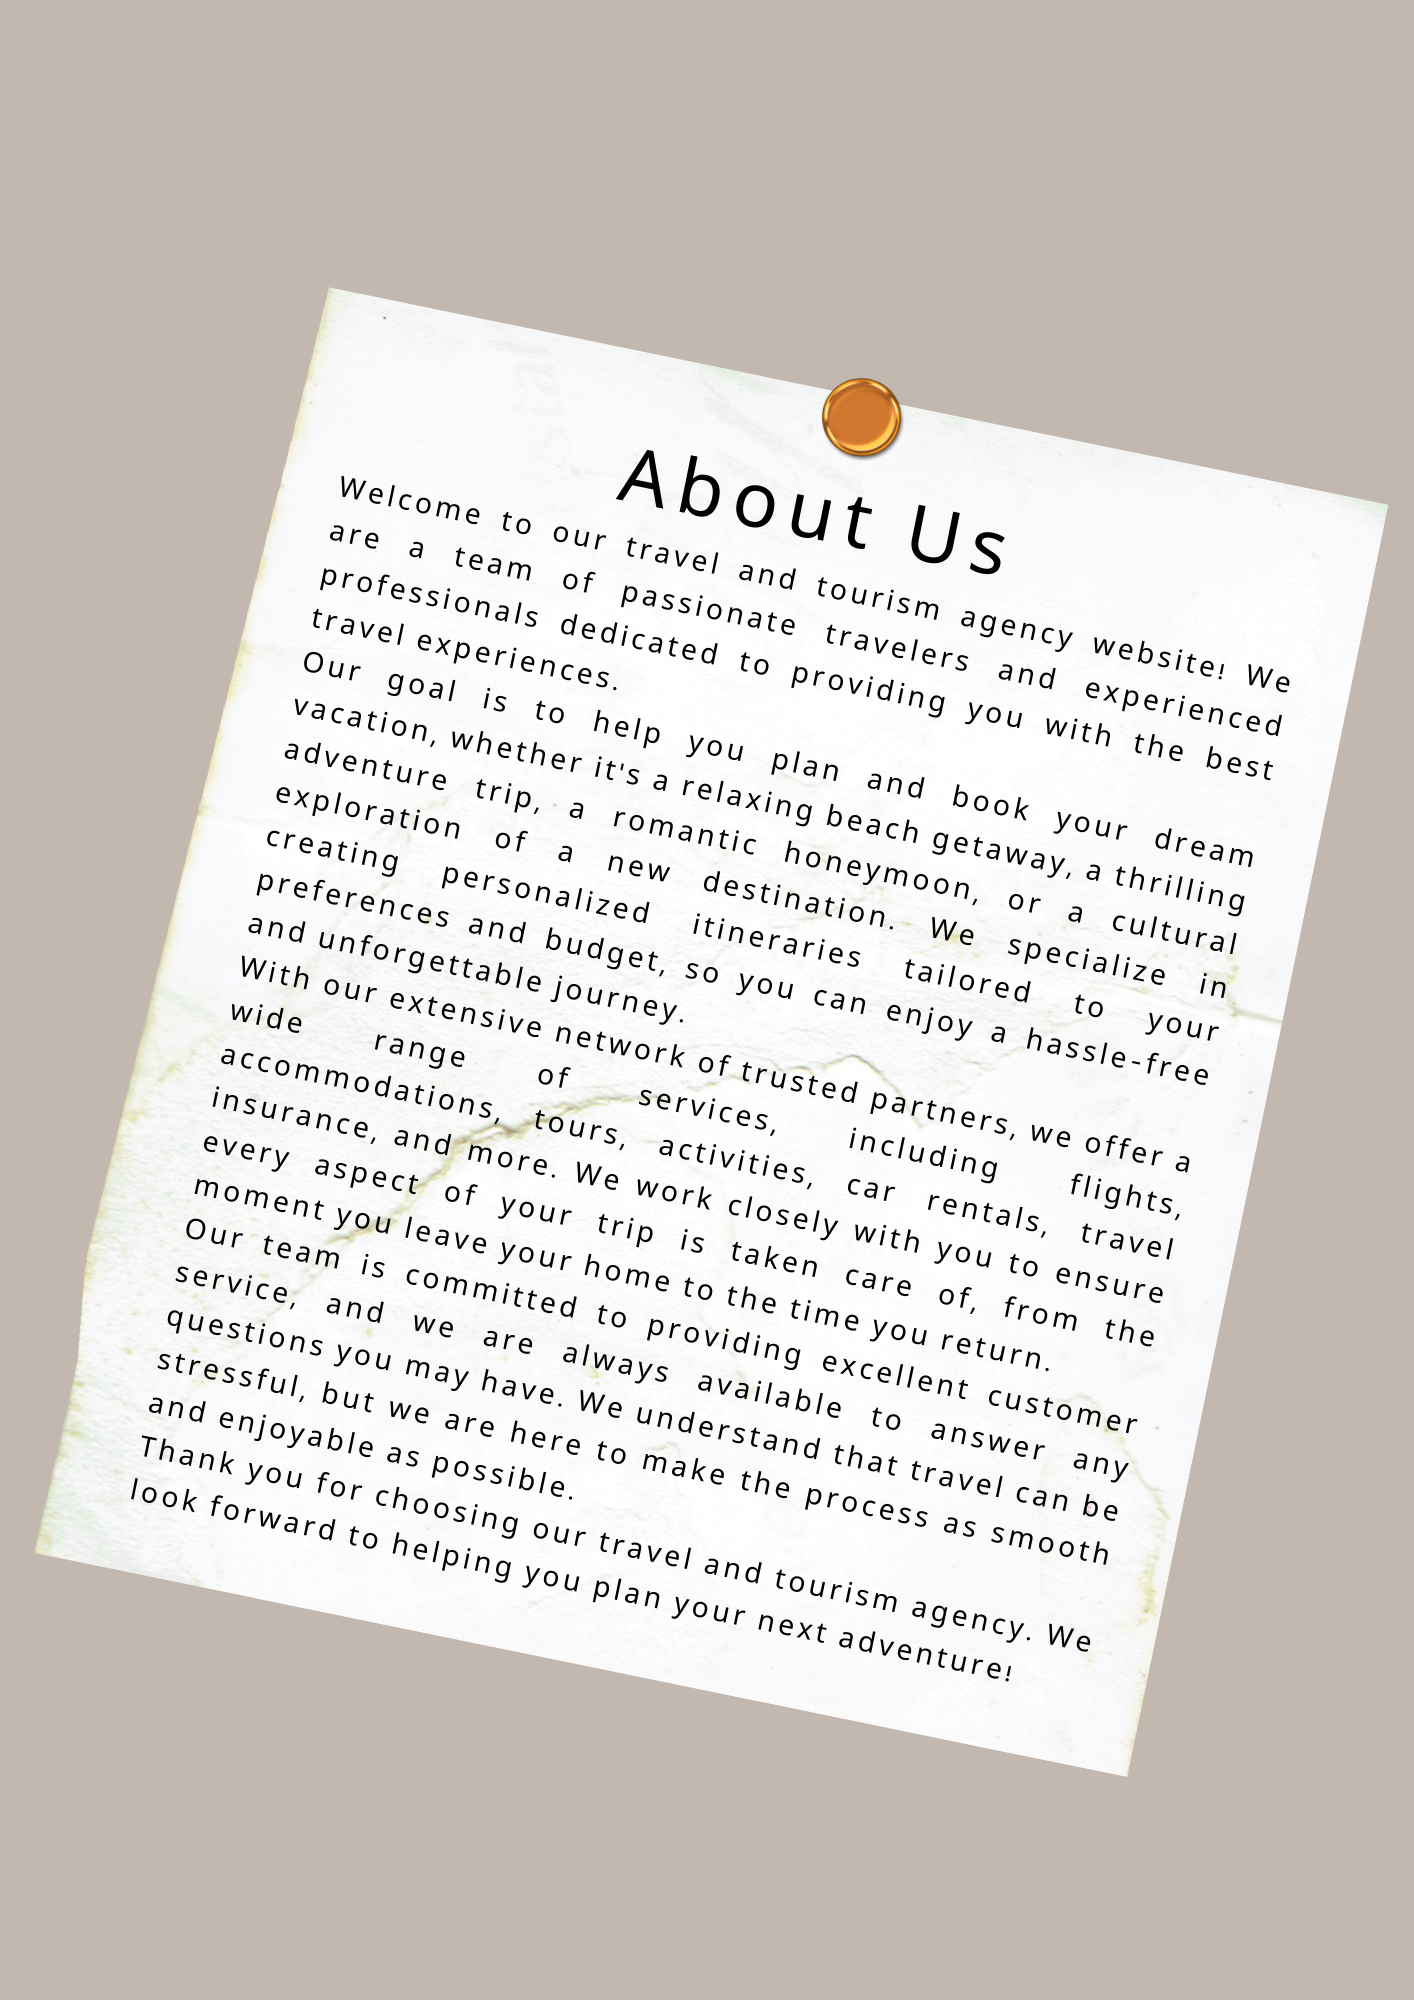 About Us
Welcome to our travel and tourism agency website! We
are a team of passionate travelers and experienced
professionals dedicated to providing you with the best
travel experiences.
Our goal is to help you plan and book your dream
vacation, whether it's a relaxing beach getaway, a thrilling
adventure trip, a romantic honeymoon, or a cultural
exploration of a new destination. We specialize in
creating personalized itineraries tailored to your
preferences and budget, so you can enjoy a hassle-free
and unforgettable journey.
With our extensive network of trusted partners, we offer a
wide range of services, including flights,
accommodations, tours, activities, car rentals, travel
insurance, and more. We work closely with you to ensure
every aspect of your trip is taken care of, from the
moment you leave your home to the time you return.
Our team is committed to providing excellent customer
service, and we are always available to answer any
questions you may have. We understand that travel can be
stressful, but we are here to make the process as smooth
and enjoyable as possible.
Thank you for choosing our travel and tourism agency. We
look forward to helping you plan your next adventure!